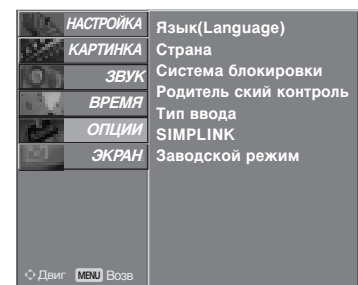 НАСТРОЙКА
КАРТИНКА
ЗВУК
ВРЕМЯ
ОПЦИИ
ЭКРАН
Язык(Language)
Страна
Система блокировки
Родитель ский контроль
Тип ввода
SIMPLINK
Заводской режим
Двиг MENU Возв